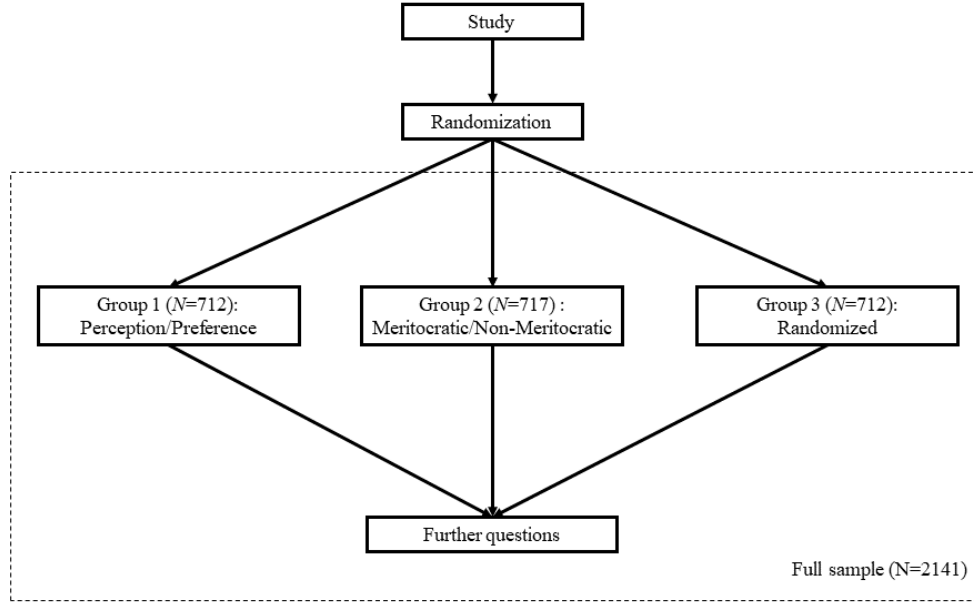 Study
Randomization
Group 1 (N=712):
Perception/Preference
Group 2 (N=717) :
Meritocratic/Non-Meritocratic
Group 3 (N=712):
Randomized
Further questions
Full sample (N=2141)